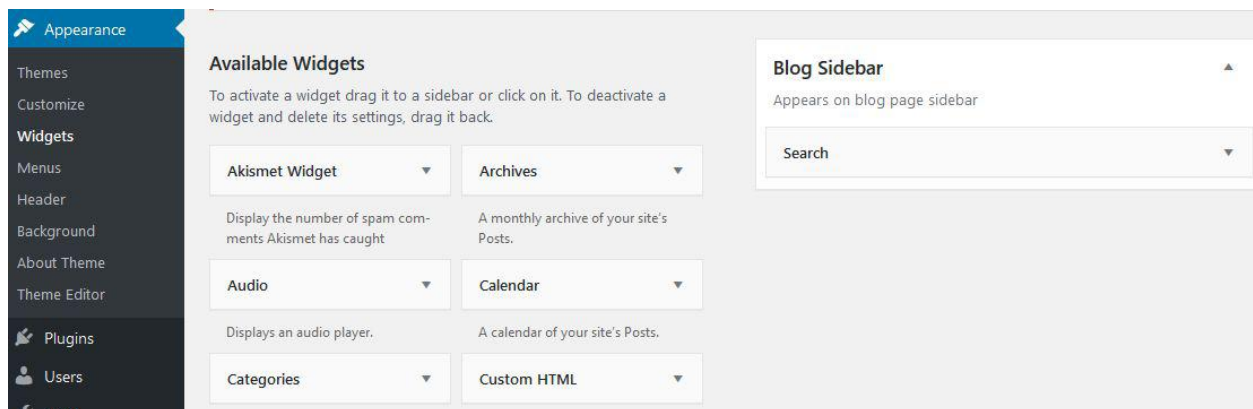 Appearance
Themes
Customize
Widgets
Menus
Header
Background
About Theme
Theme Editor
Plugins
Users
Available Widgets
To activate a widget drag it to a sidebar or click on it. To deactivate a
widget and delete its settings, drag it back.
Akismet Widget
Display the number of spam com-
ments Akismet has caught
Archives
A monthly archive of your site's
Posts.
Audio
Displays an audio player.
Calendar
A calendar of your site's Posts.
Categories
Custom HTML
Blog Sidebar
Appears on blog page sidebar
Search